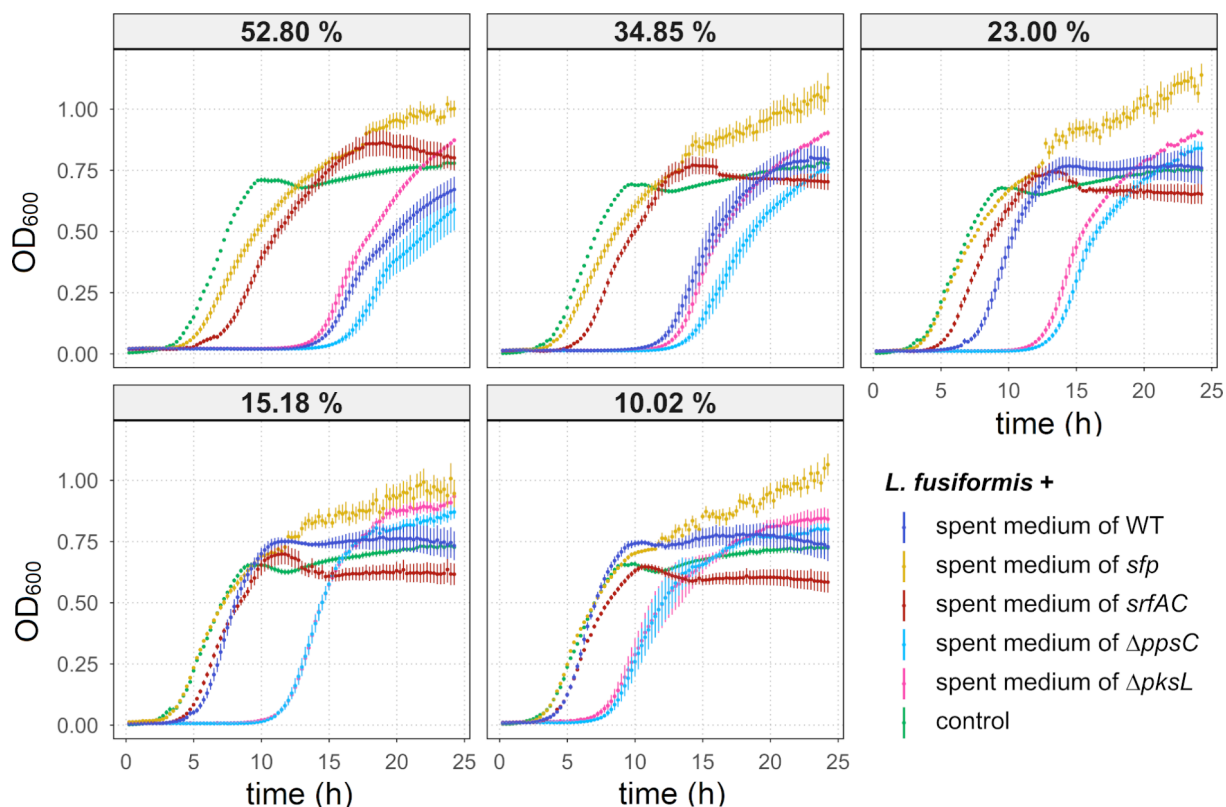 52.80 %
34.85 %
23.00 %
OD600
1.00
0.75
0.50
0.25
0.00
0 5 10 15 20 25
time (h)
15.18 %
10.02 %
OD600
1.00
0.75
0.50
0.25
0.00
0 5 10 15 20 25
0 5 10 15 20 25
time (h)
time (h)
L. fusiformis +
spent medium of WT
spent medium of sfp
spent medium of srfAC
spent medium of ΔppsC
spent medium of ΔpksL
control